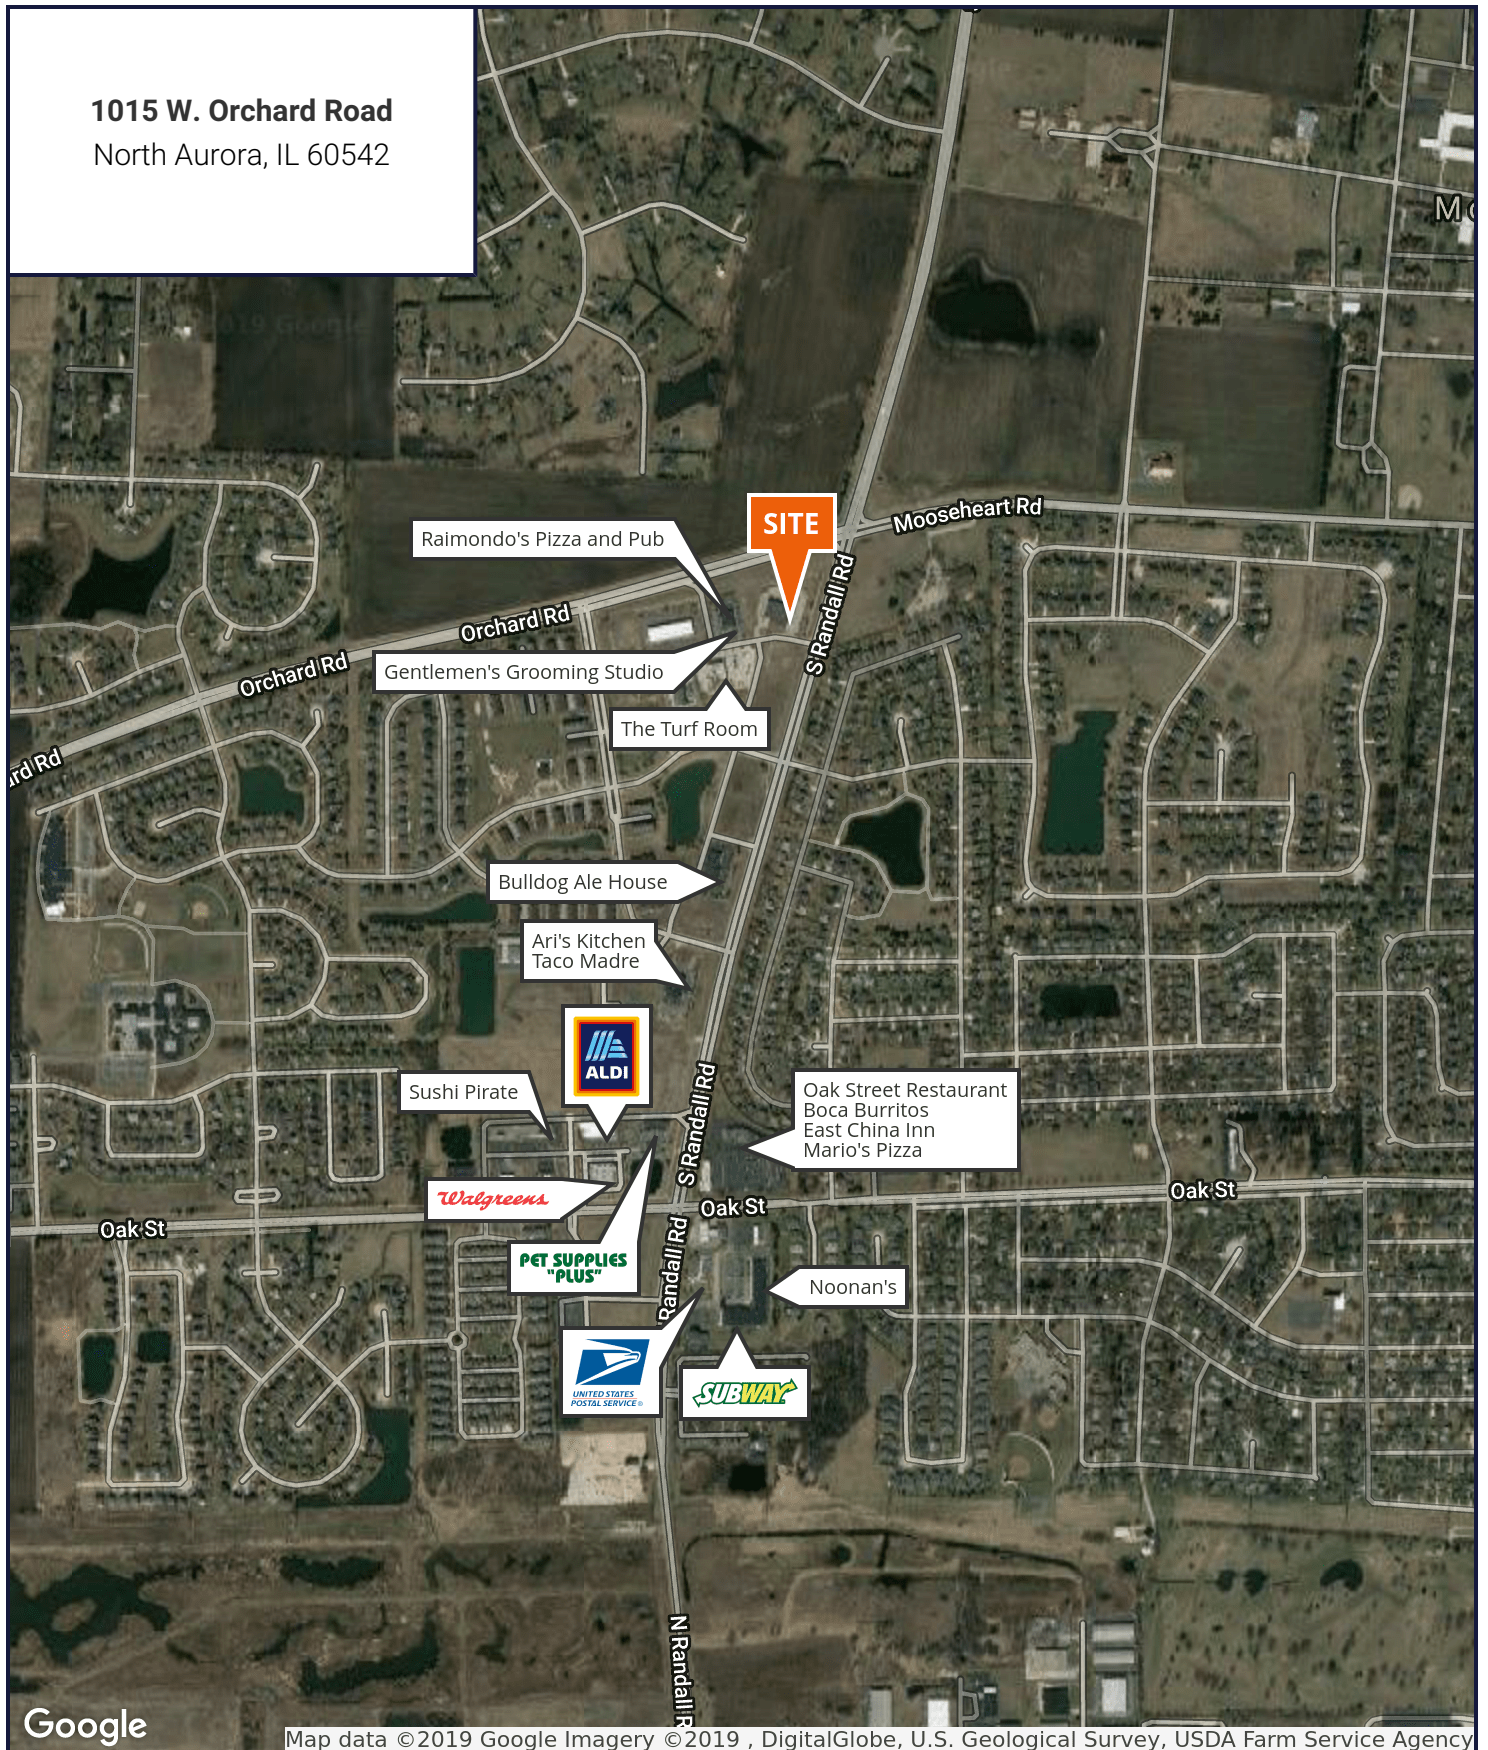 1015 W. Orchard Road
North Aurora, IL 60542
SITE
Mooseheart Rd
Raimondo's Pizza and Pub
S Randall Rd
Orchard Rd
Gentlemen's Grooming Studio
Orchard Rd
The Turf Room
Bulldog Ale House
Ari's Kitchen
Taco Madre
ALDI
Sushi Pirate
S Randall Rd
Oak Street Restaurant
Boca Burritos
East China Inn
Mario's Pizza
Walgreens
Oak St
Oak St
Oak St
PET SUPPLIES
"PLUS"
Randall Rd
Noonan's
UNITED STATES
POSTAL SERVICE®
SUBWAY
N Randall R
Google
Map data ©2019 Google Imagery ©2019 , DigitalGlobe, U.S. Geological Survey, USDA Farm Service Agency